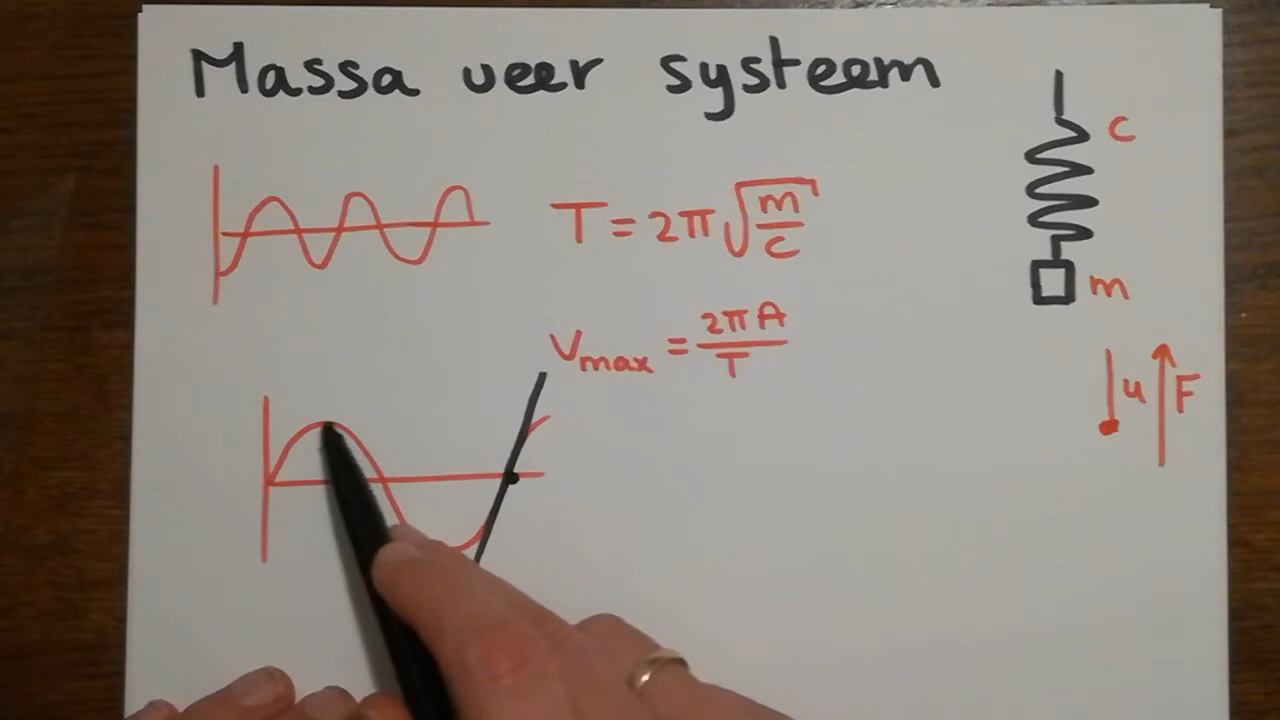 Massa veer systeem
c
T = 2π√(m/c)
m
Vmax = 2πA/T
u F